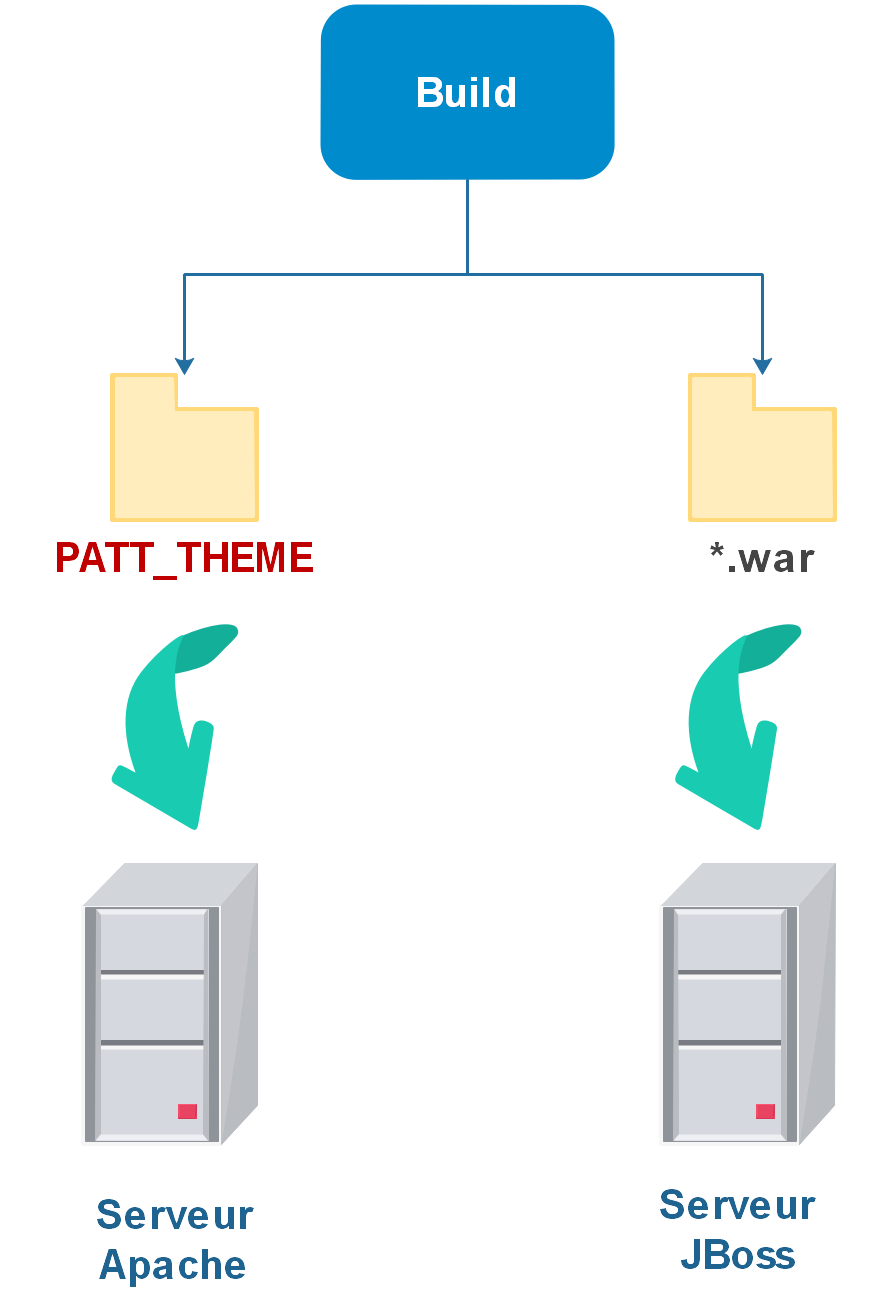 Build
PATT_THEME
*.war
Serveur
Apache
Serveur
JBoss